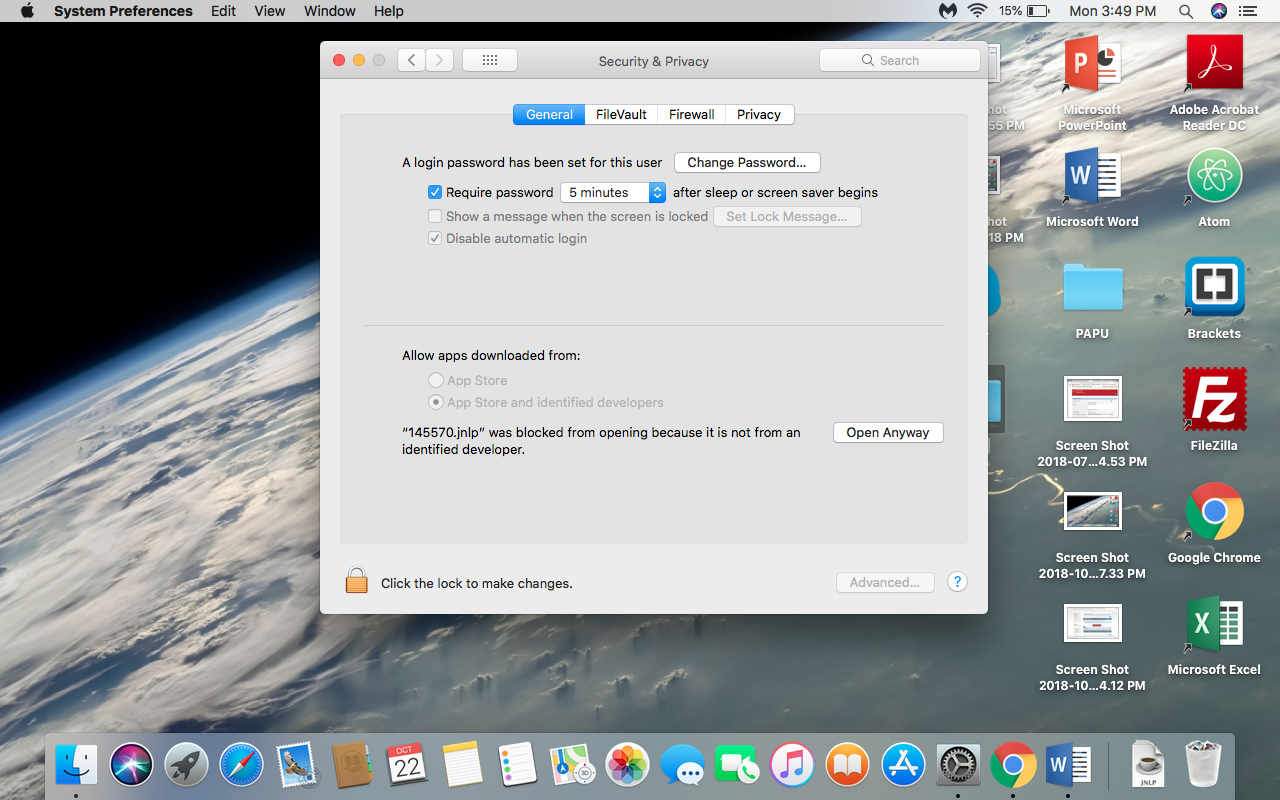 System Preferences Edit View Window Help 15% Mon 3:49 PM
Security & Privacy
Search
General FileVault Firewall Privacy
A login password has been set for this user Change Password...
Require password 5 minutes after sleep or screen saver begins
Show a message when the screen is locked Set Lock Message...
Disable automatic login
Allow apps downloaded from:
App Store
App Store and identified developers
“145570.jnlp” was blocked from opening because it is not from an
identified developer.
Open Anyway
Click the lock to make changes.
Advanced...
?
55 PM
18 PM
P
Microsoft
PowerPoint
Adobe Acrobat
Reader DC
W
Microsoft Word
Atom
PAPU
Brackets
Screen Shot
2018-07...4.53 PM
Fz
FileZilla
Screen Shot
2018-10...7.33 PM
Google Chrome
Screen Shot
2018-10...4.12 PM
X
Microsoft Excel
OCT
22
3D
W
JNLP